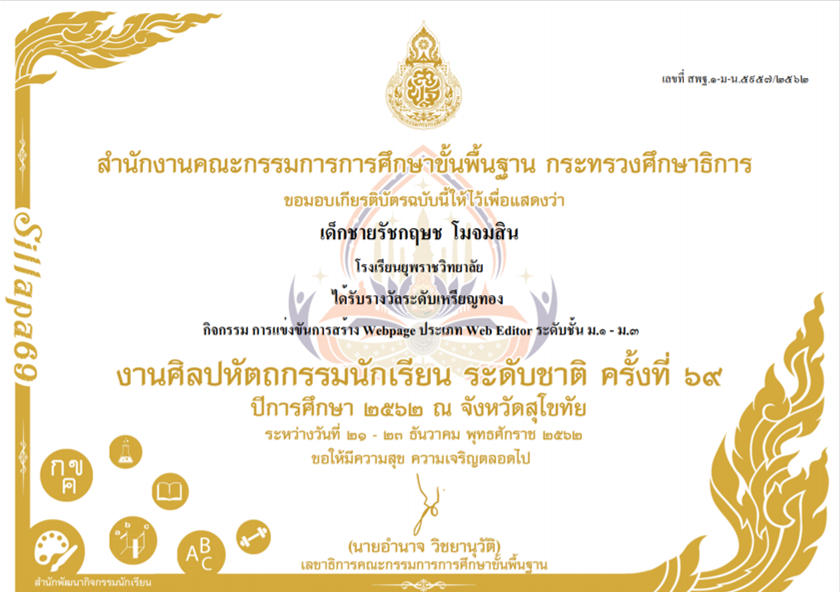 เลขที่ สพฐ.๑-ม-น.๕๙๕๗/๒๕๖๒
สำนักงานคณะกรรมการการศึกษาขั้นพื้นฐาน กระทรวงศึกษาธิการ
ขอมอบเกียรติบัตรฉบับนี้ให้ไว้เพื่อแสดงว่า
เด็กชายรัชกฤษช โมจมสิน
โรงเรียนยุพราชวิทยาลัย
ได้รับรางวัลระดับเหรียญทอง
กิจกรรม การแข่งขันการสร้าง Webpage ประเภท Web Editor ระดับชั้น ม.๑ - ม.๓
งานศิลปหัตถกรรมนักเรียน ระดับชาติ ครั้งที่ ๖๙
ปีการศึกษา ๒๕๖๒ ณ จังหวัดสุโขทัย
ระหว่างวันที่ ๒๑ - ๒๓ ธันวาคม พุทธศักราช ๒๕๖๒
ขอให้มีความสุข ความเจริญตลอดไป
(นายอำนาจ วิชยานุวัติ)
เลขาธิการคณะกรรมการการศึกษาขั้นพื้นฐาน
Sillapa69
กข
ค
a b c
AB
C
สำนักพัฒนากิจกรรมนักเรียน